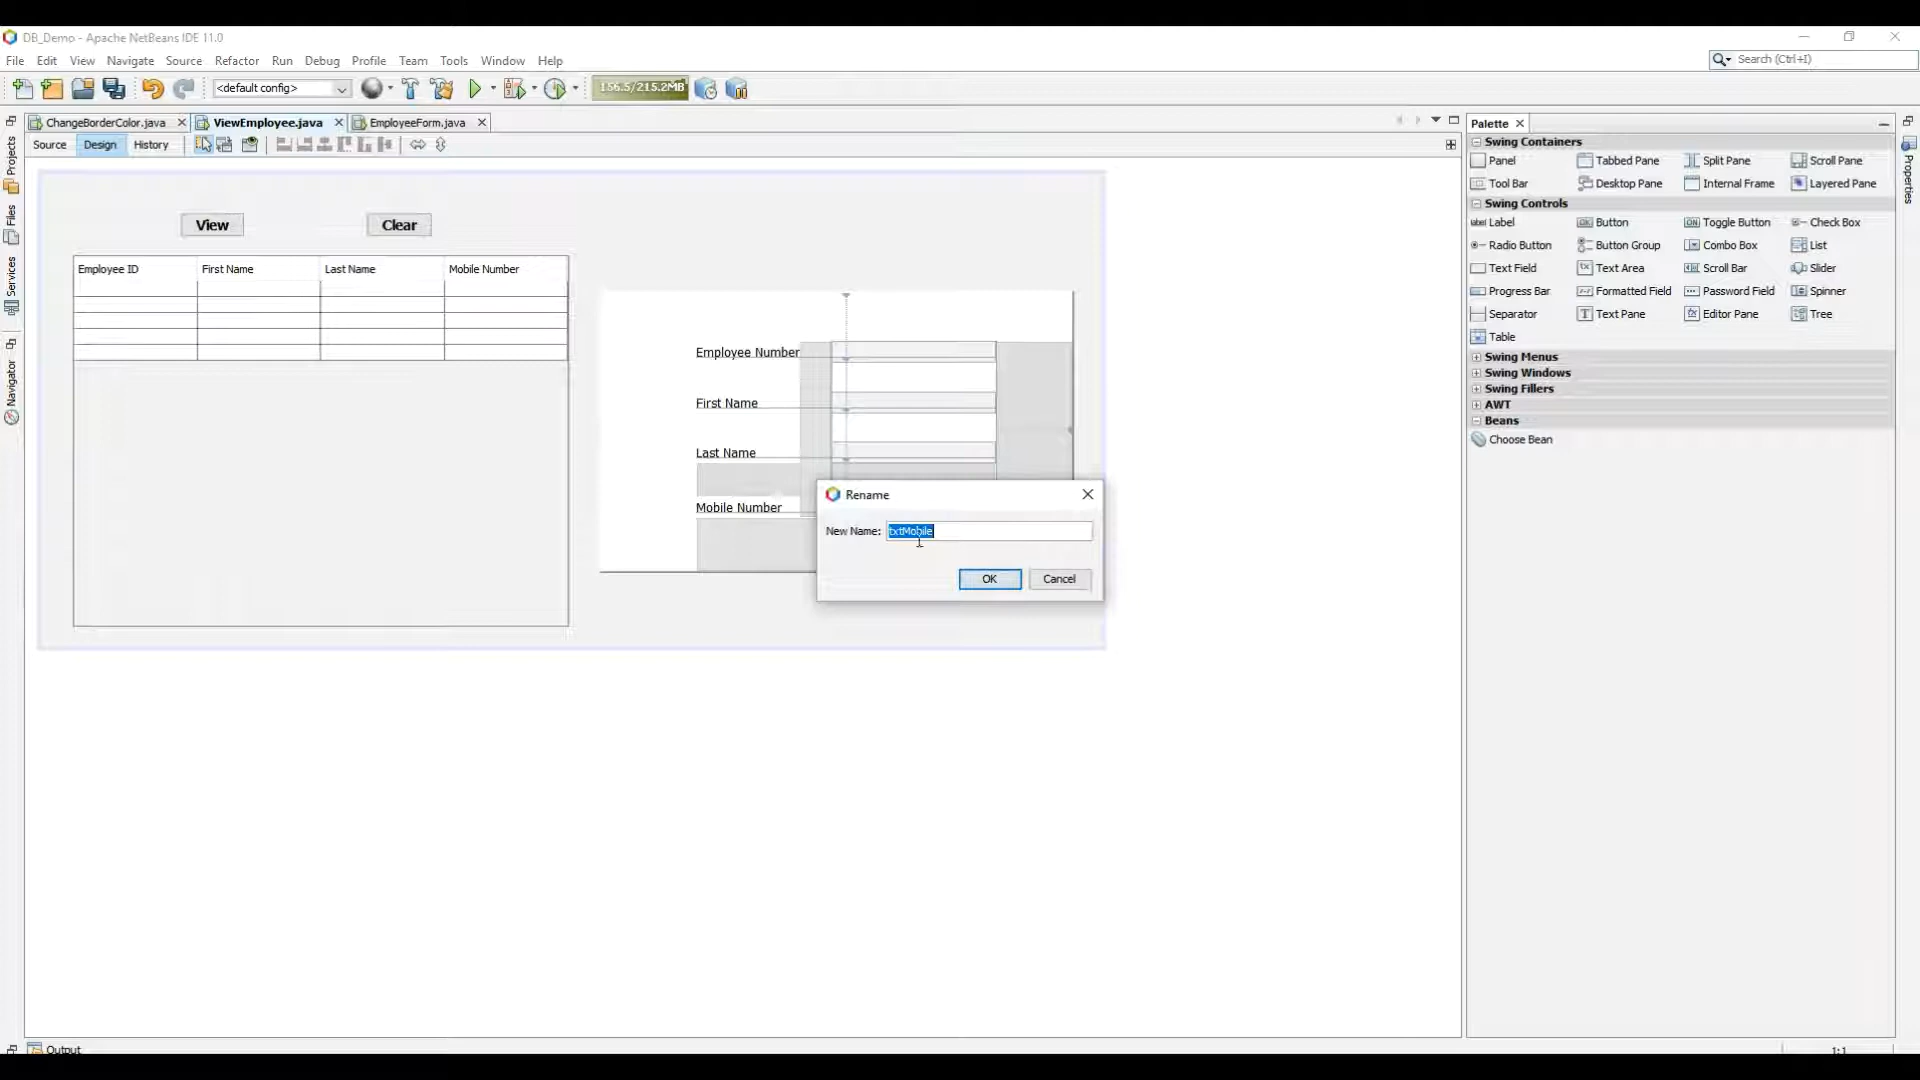 DB_Demo - Apache NetBeans IDE 11.0
File Edit View Navigate Source Refactor Run Debug Profile Team Tools Window Help
Search (Ctrl+I)
<default config>
156.5/215.2MB
ChangeBorderColor.java ViewEmployee.java EmployeeForm.java
Source Design History
Projects
Files
Services
Navigator
View Clear
Employee ID First Name Last Name Mobile Number
Employee Number
First Name
Last Name
Mobile Number
Rename
New Name: txtMobile
OK Cancel
Palette
Swing Containers
Panel Tabbed Pane Split Pane Scroll Pane
Tool Bar Desktop Pane Internal Frame Layered Pane
Swing Controls
Label Button Toggle Button Check Box
Radio Button Button Group Combo Box List
Text Field Text Area Scroll Bar Slider
Progress Bar Formatted Field Password Field Spinner
Separator Text Pane Editor Pane Tree
Table
Swing Menus
Swing Windows
Swing Fillers
AWT
Beans
Choose Bean
Properties
Output
1:1